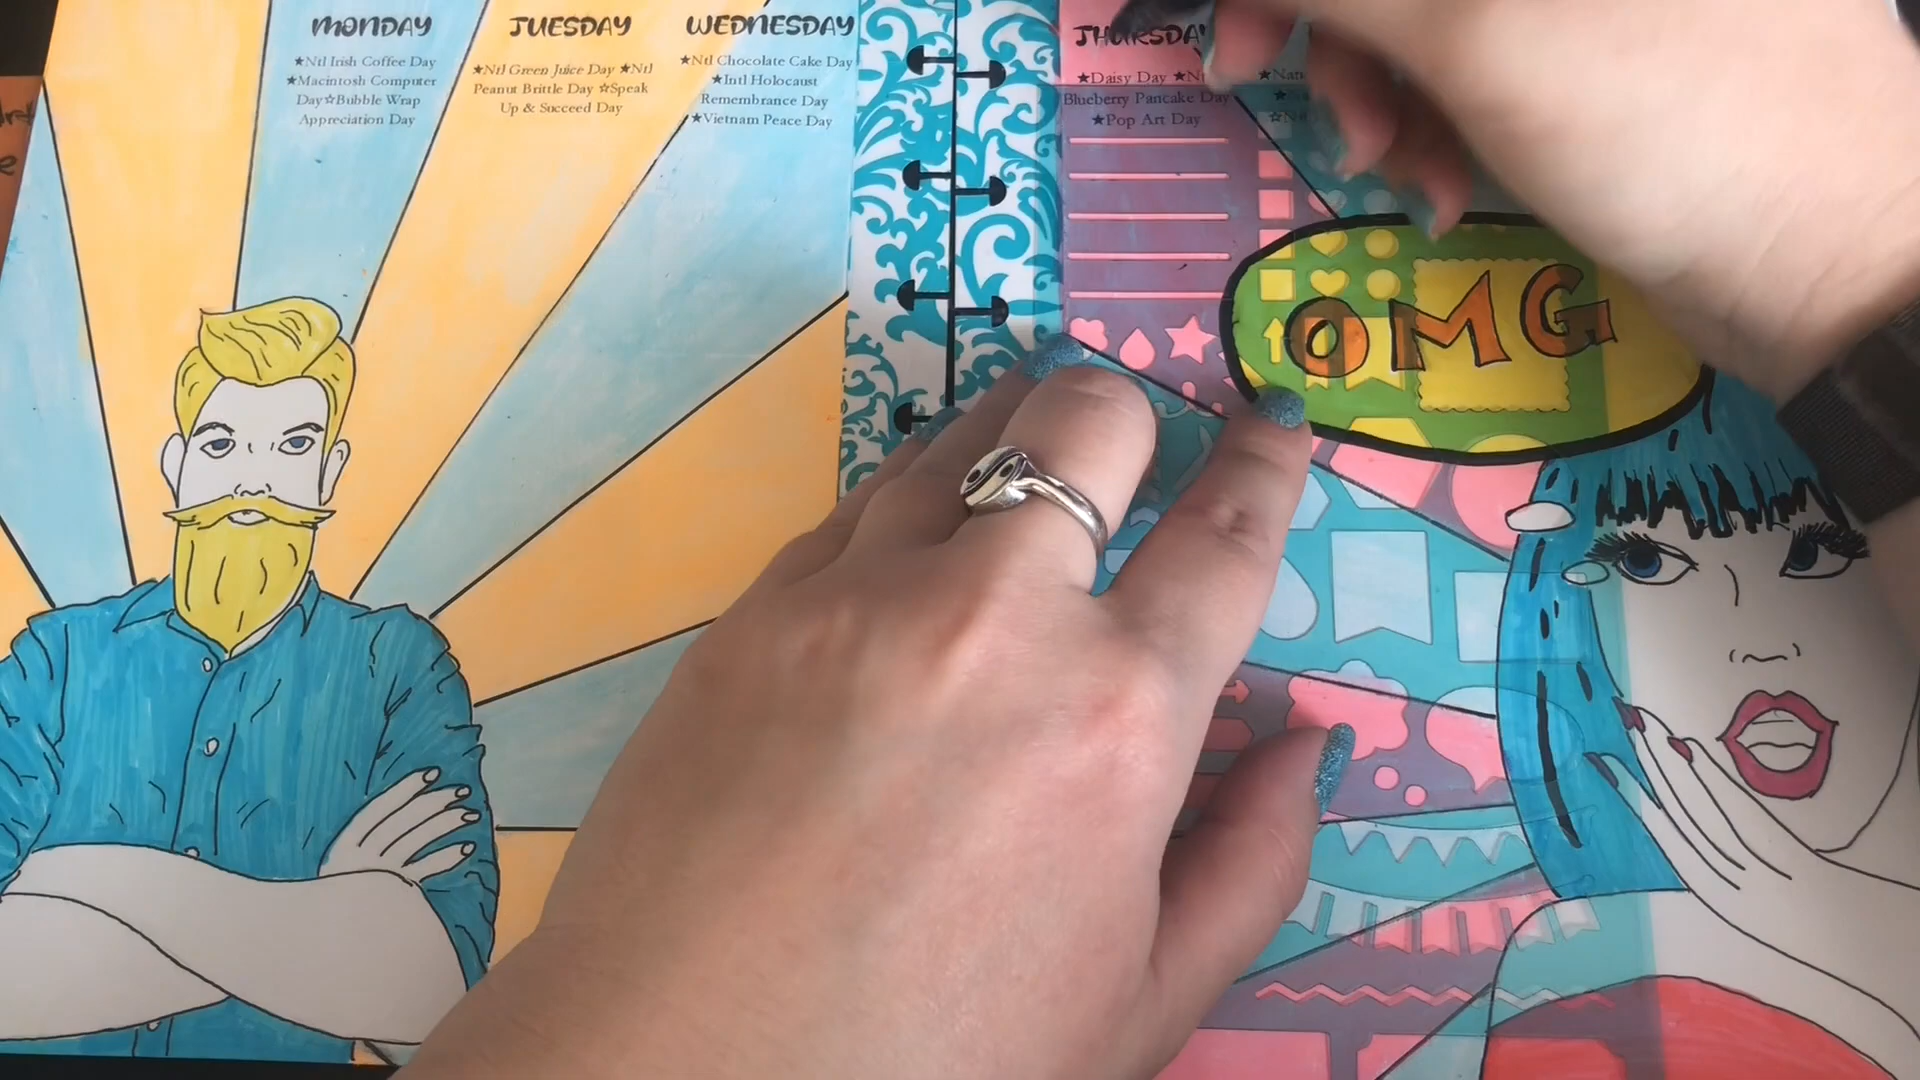 MONDAY
★Ntl Irish Coffee Day
★Macintosh Computer
Day☆Bubble Wrap
Appreciation Day
TUESDAY
★Ntl Green Juice Day ★Ntl
Peanut Brittle Day ☆Speak
Up & Succeed Day
WEDNESDAY
★Ntl Chocolate Cake Day
★Intl Holocaust
Remembrance Day
★Vietnam Peace Day
THURSDAY
★Daisy Day ★
Blueberry Pancake Day
★Pop Art Day
OMG